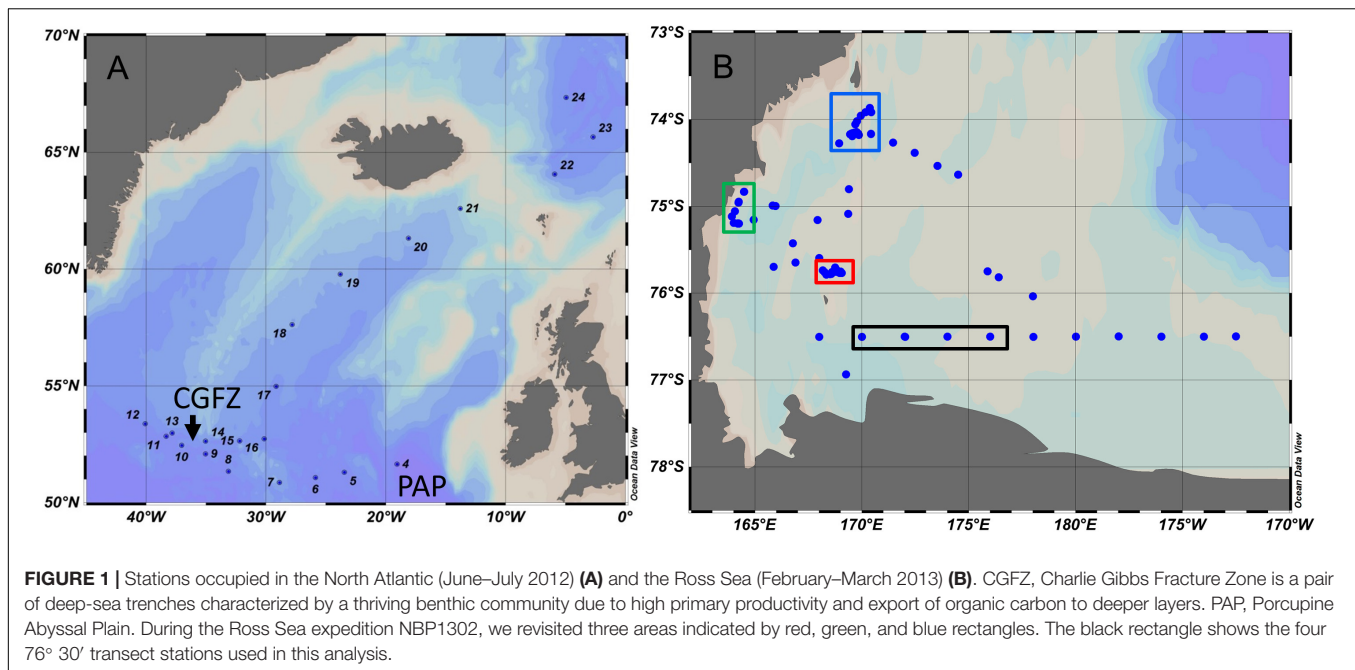 70°N
65°N
60°N
55°N
50°N
A
24
23
22
21
20
19
18
17
CGFZ
12
13
14
11
15
16
10
9
8
7
6
5
4
PAP
40°W 30°W 20°W 10°W 0°
Ocean Data View
73°S
74°S
75°S
76°S
77°S
78°S
B
165°E 170°E 175°E 180°E 175°W 170°W
Ocean Data View
FIGURE 1 | Stations occupied in the North Atlantic (June–July 2012) (A) and the Ross Sea (February–March 2013) (B). CGFZ, Charlie Gibbs Fracture Zone is a pair
of deep-sea trenches characterized by a thriving benthic community due to high primary productivity and export of organic carbon to deeper layers. PAP, Porcupine
Abyssal Plain. During the Ross Sea expedition NBP1302, we revisited three areas indicated by red, green, and blue rectangles. The black rectangle shows the four
76° 30′ transect stations used in this analysis.